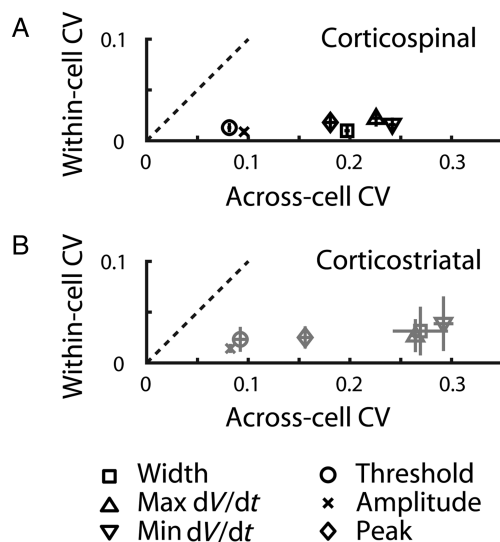 A
Within-cell CV
Corticospinal
0.1
0
0 0.1 0.2 0.3
Across-cell CV
B
Within-cell CV
Corticostriatal
0.1
0
0 0.1 0.2 0.3
Across-cell CV
Width
Threshold
Max dV/dt
Amplitude
Min dV/dt
Peak